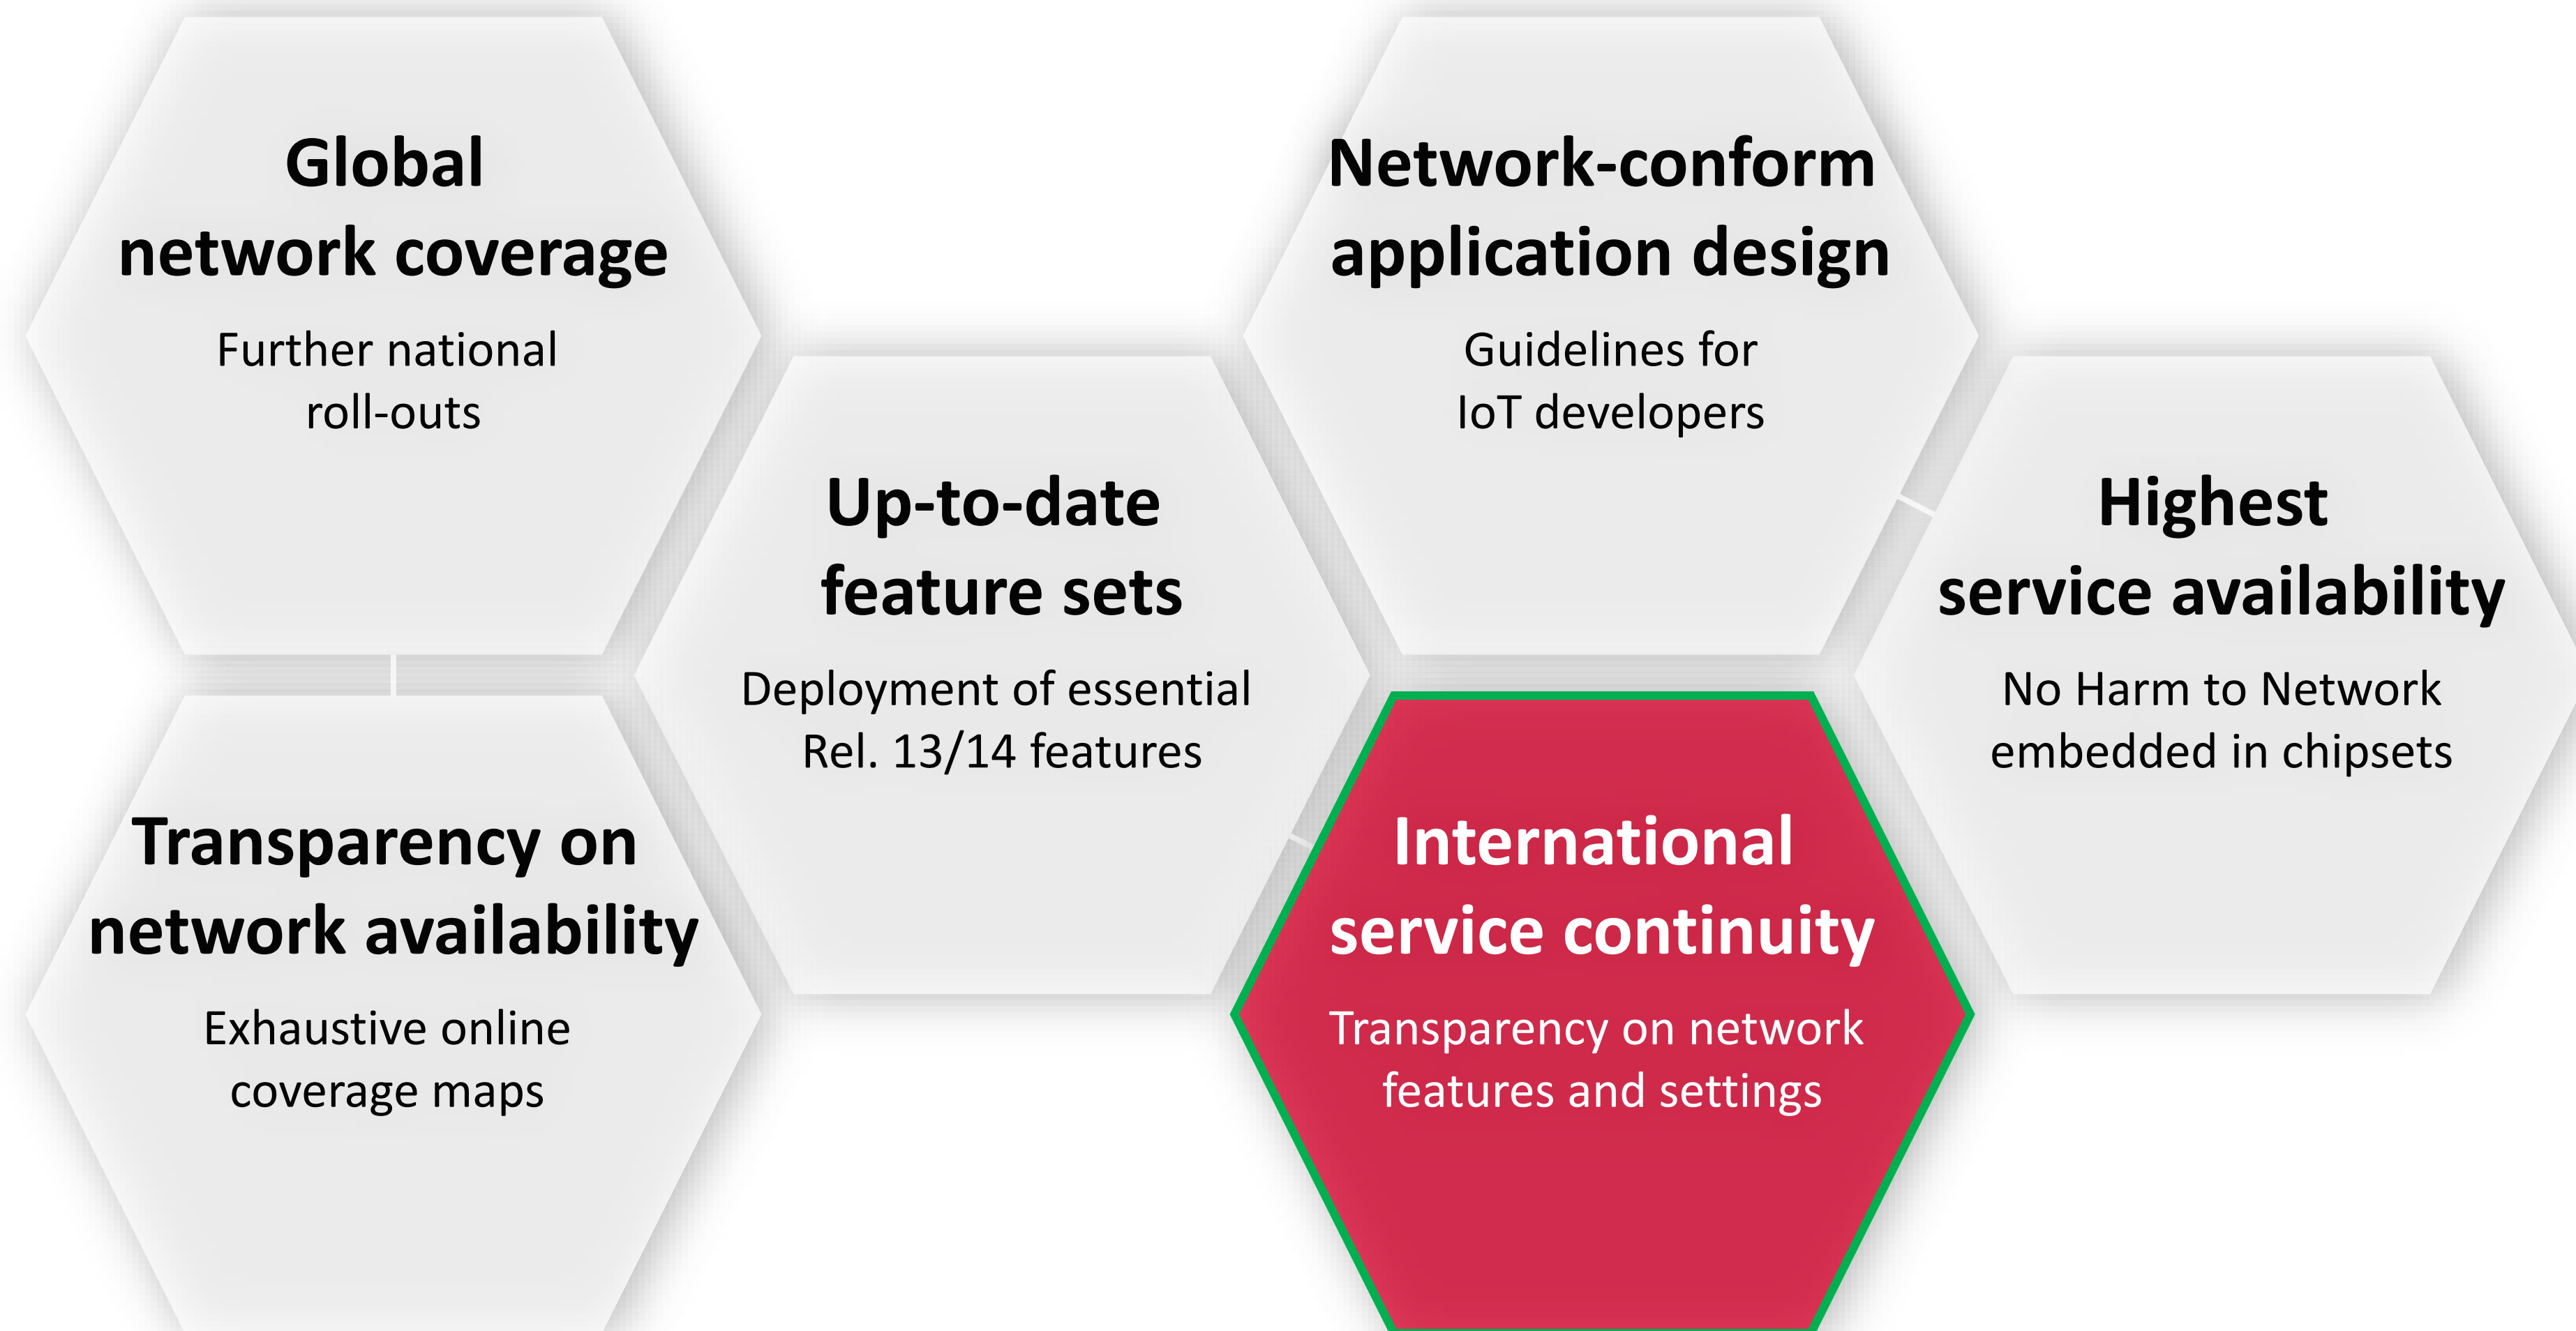 Global
network coverage
Further national
roll-outs
Transparency on
network availability
Exhaustive online
coverage maps
Up-to-date
feature sets
Deployment of essential
Rel. 13/14 features
Network-conform
application design
Guidelines for
IoT developers
International
service continuity
Transparency on network
features and settings
Highest
service availability
No Harm to Network
embedded in chipsets